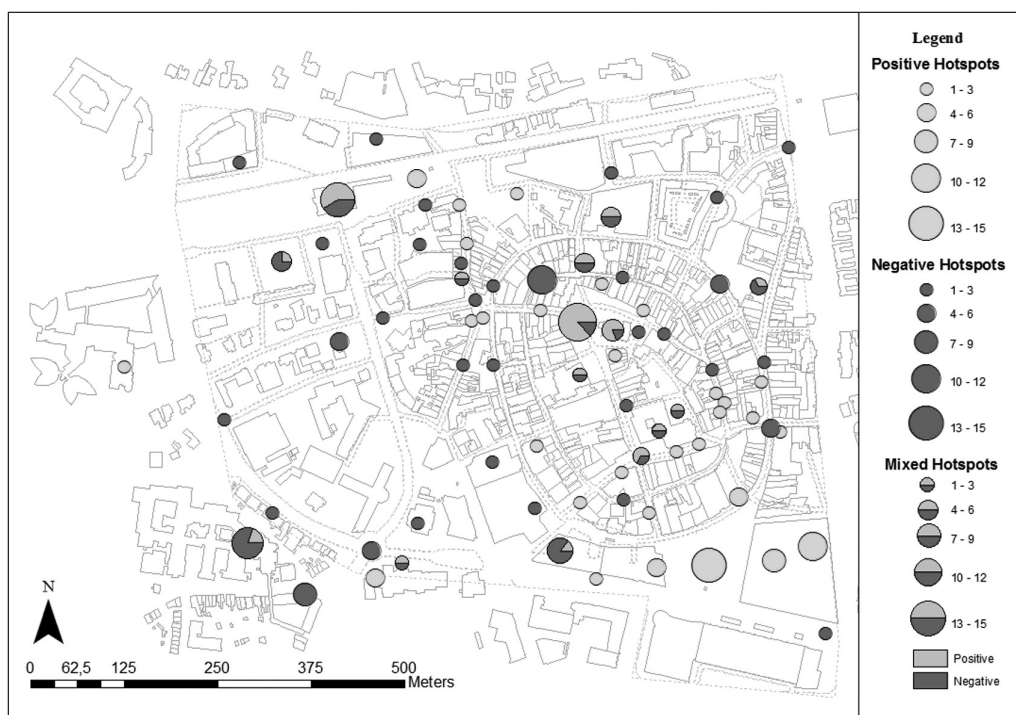 Legend
Positive Hotspots
1 - 3
4 - 6
7 - 9
10 - 12
13 - 15
Negative Hotspots
1 - 3
4 - 6
7 - 9
10 - 12
13 - 15
Mixed Hotspots
1 - 3
4 - 6
7 - 9
10 - 12
13 - 15
Positive
Negative
N
0 62,5 125 250 375 500
Meters